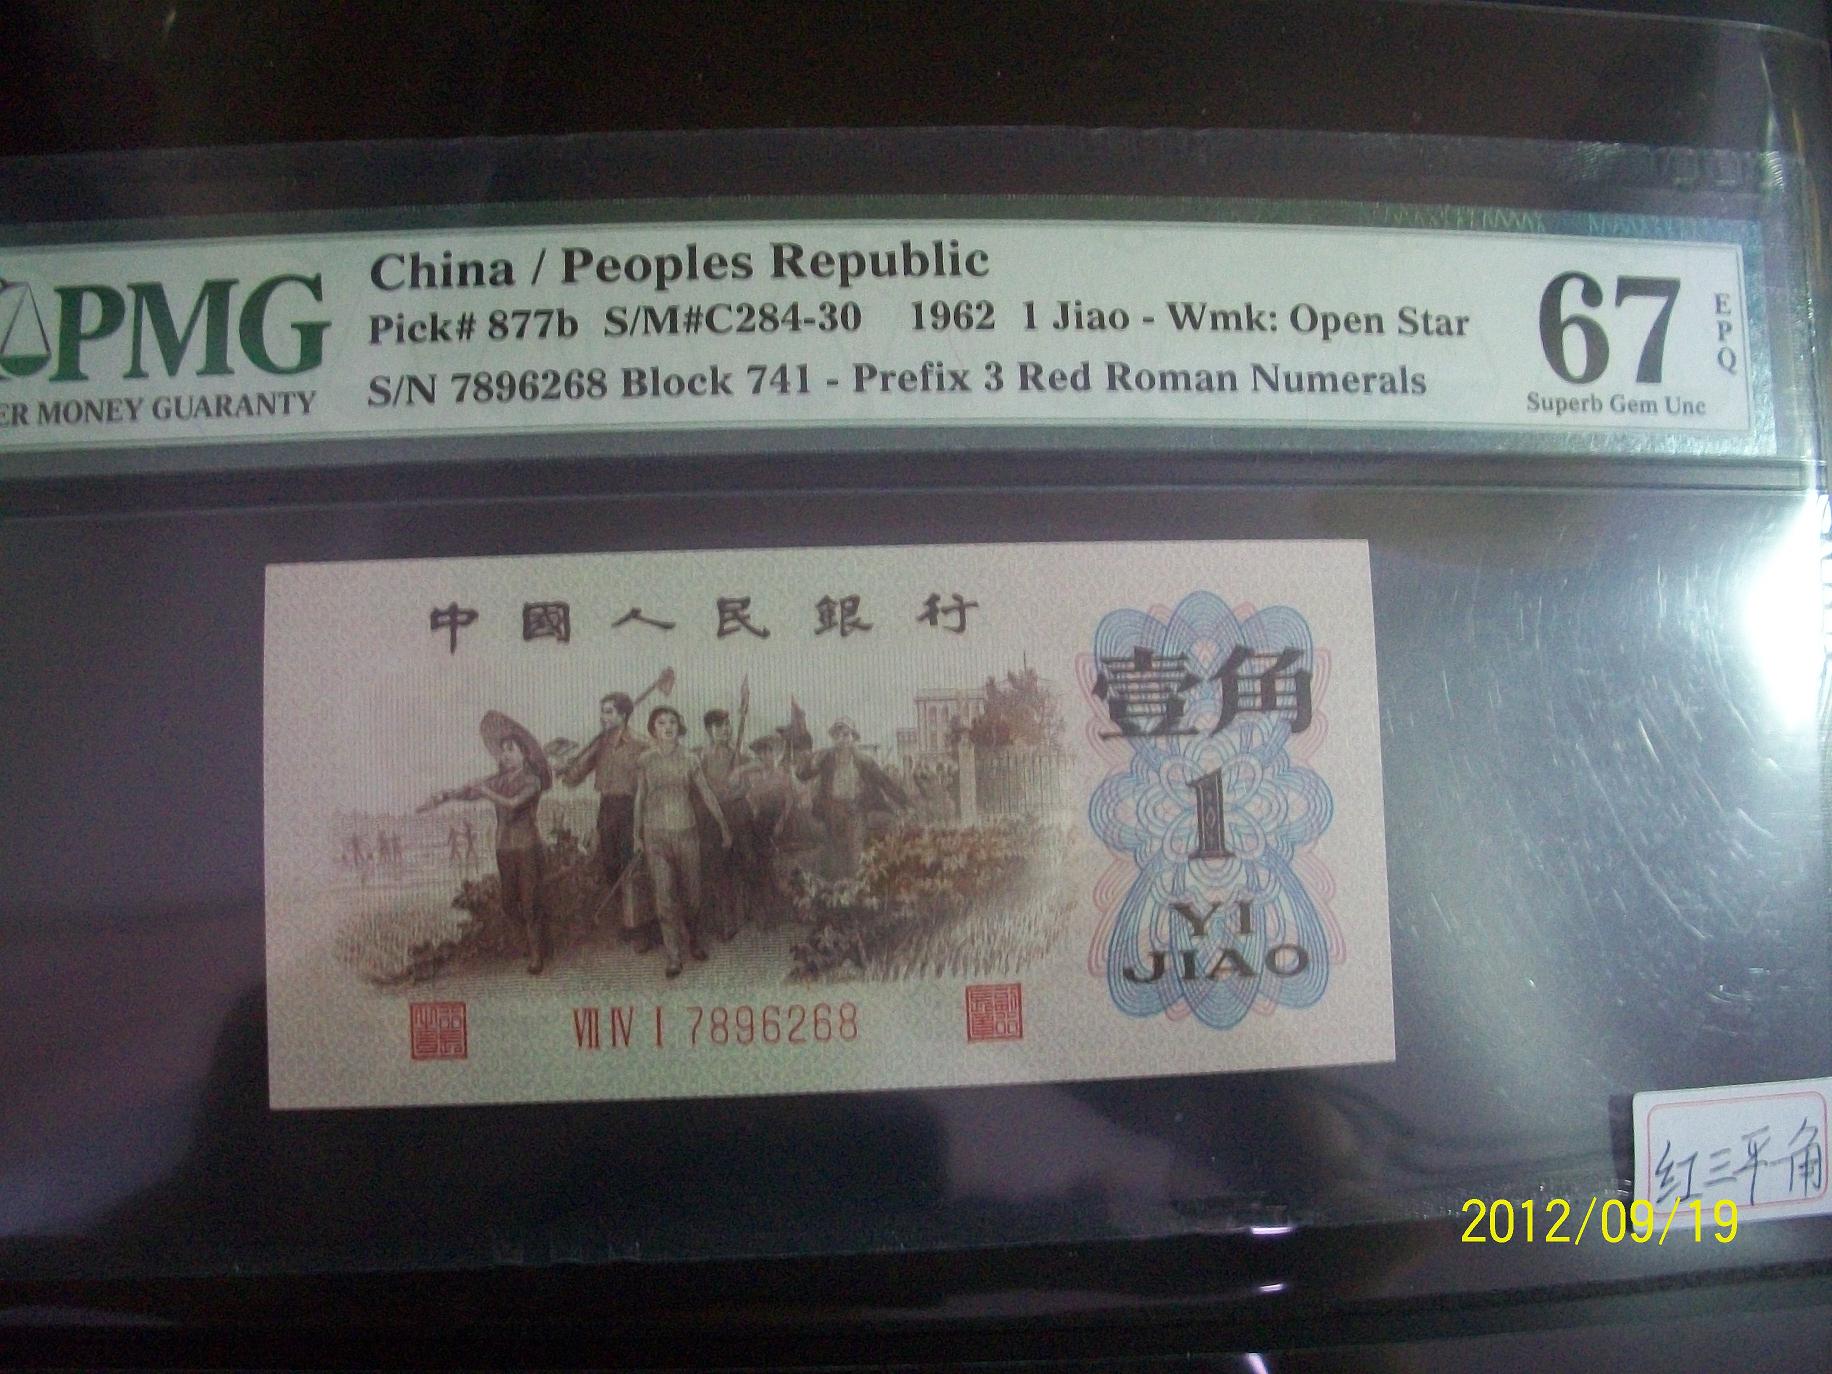 China / Peoples Republic
PMG
Pick# 877b S/M#C284-30 1962 1 Jiao - Wmk: Open Star
67
EPQ
ER MONEY GUARANTY
S/N 7896268 Block 741 - Prefix 3 Red Roman Numerals
Superb Gem Unc
中國人民銀行
壹角
1
YI
JIAO
VII IV I 7896268
红三平角
2012/09/19